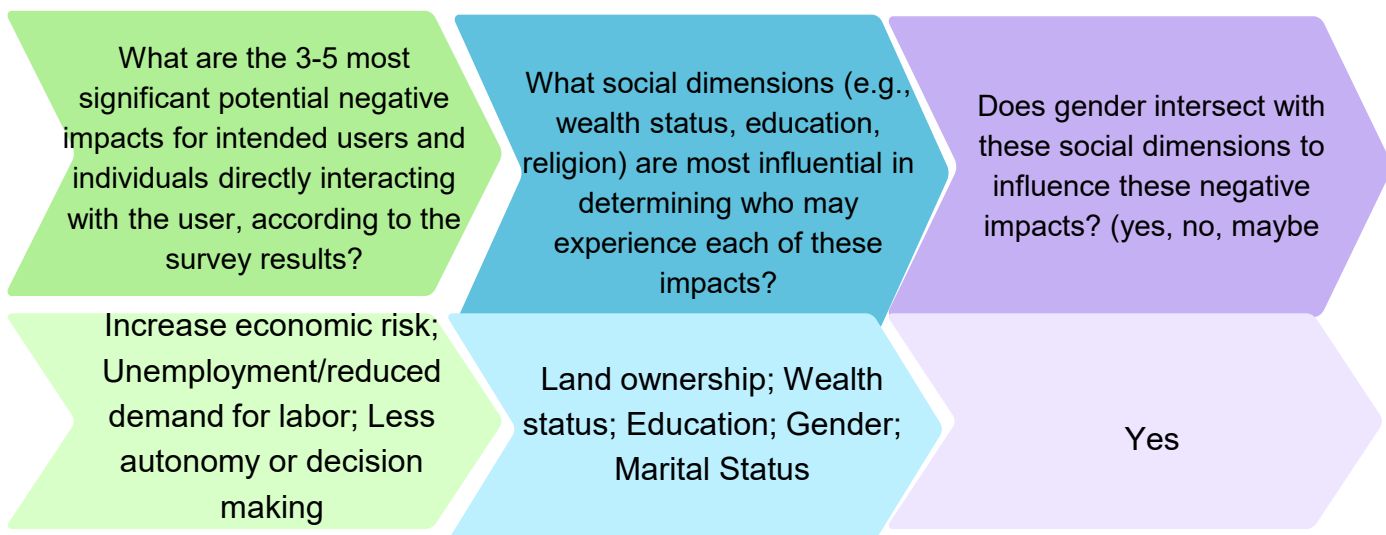 What are the 3-5 most
significant potential negative
impacts for intended users and
individuals directly interacting
with the user, according to the
survey results?
What social dimensions (e.g.,
wealth status, education,
religion) are most influential in
determining who may
experience each of these
impacts?
Does gender intersect with
these social dimensions to
influence these negative
impacts? (yes, no, maybe
Increase economic risk;
Unemployment/reduced
demand for labor; Less
autonomy or decision
making
Land ownership; Wealth
status; Education; Gender;
Marital Status
Yes